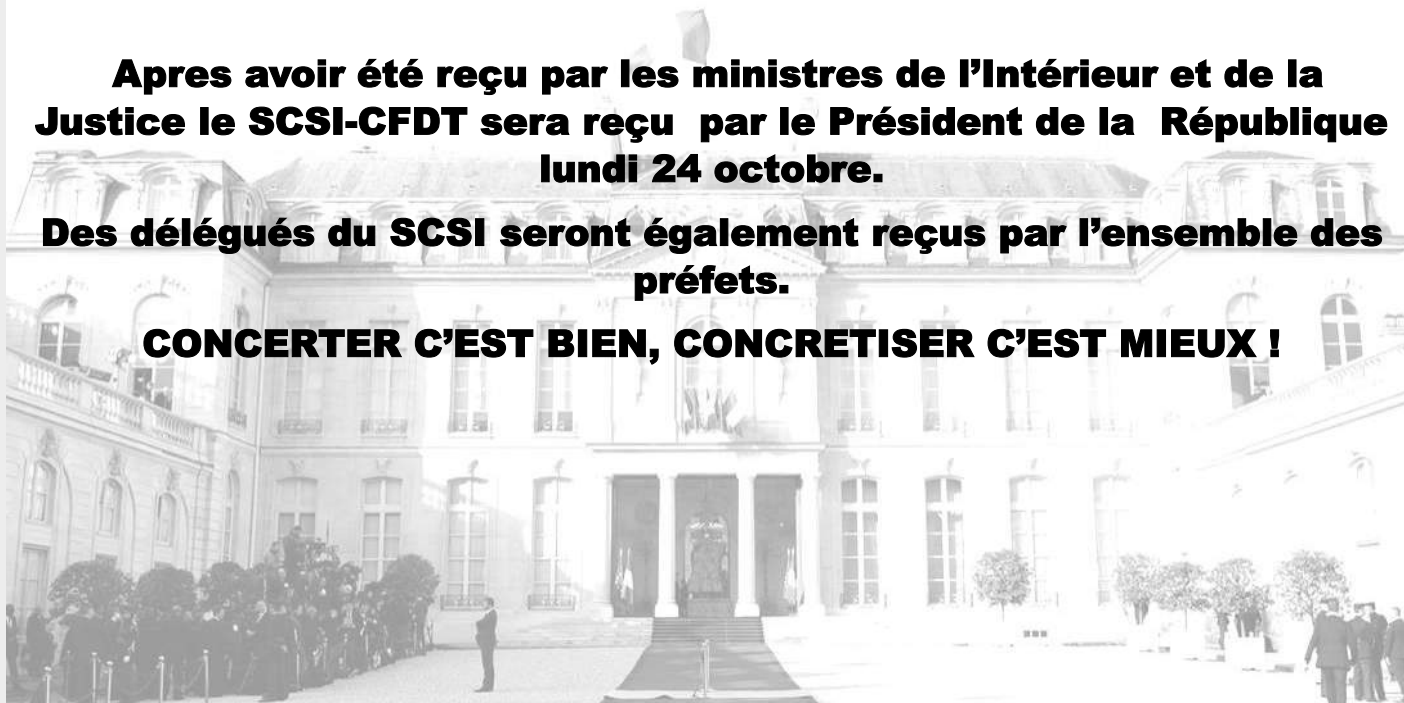 Apres avoir été reçu par les ministres de l’Intérieur et de la
Justice le SCSI-CFDT sera reçu  par le Président de la  République
lundi 24 octobre.
Des délégués du SCSI seront également reçus par l’ensemble des
préfets.
CONCERTER C’EST BIEN, CONCRETISER C’EST MIEUX !